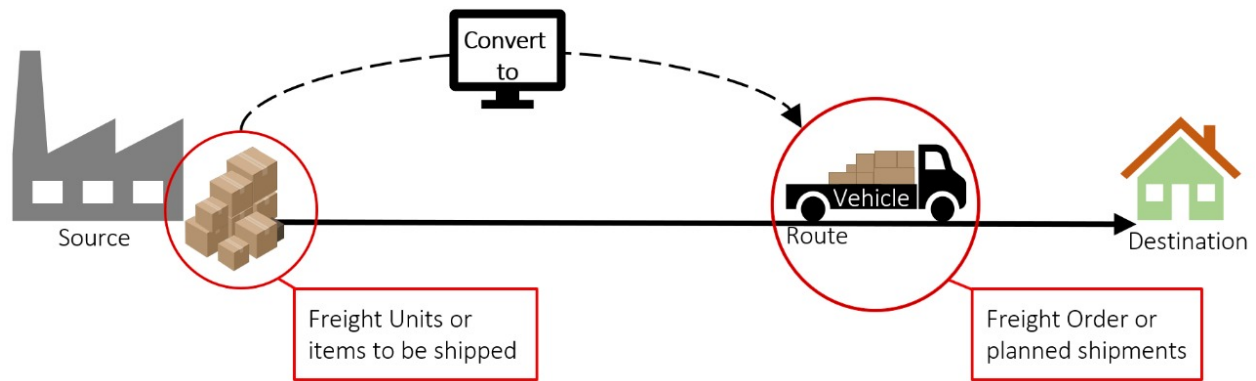 Convert
to
Vehicle
Source
Route
Destination
Freight Units or
items to be shipped
Freight Order or
planned shipments